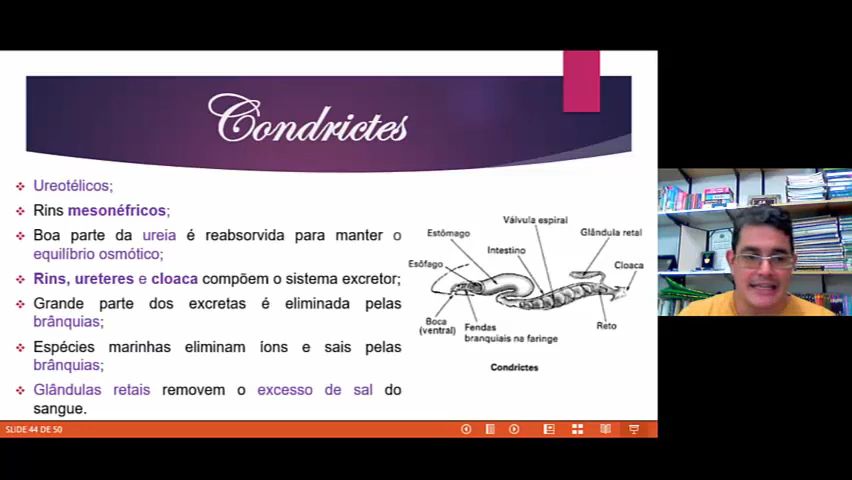 Condrictes
Ureotélicos;
Rins mesonéfricos;
Boa parte da ureia é reabsorvida para manter o
equilíbrio osmótico;
Rins, ureteres e cloaca compõem o sistema excretor;
Grande parte dos excretas é eliminada pelas
brânquias;
Espécies marinhas eliminam íons e sais pelas
brânquias;
Glândulas retais removem o excesso de sal do
sangue.
Válvula espiral
Estômago
Glândula retal
Intestino
Esôfago
Cloaca
Boca
(ventral)
Fendas
branquiais na faringe
Reto
Condrictes
SLIDE 44 DE 50